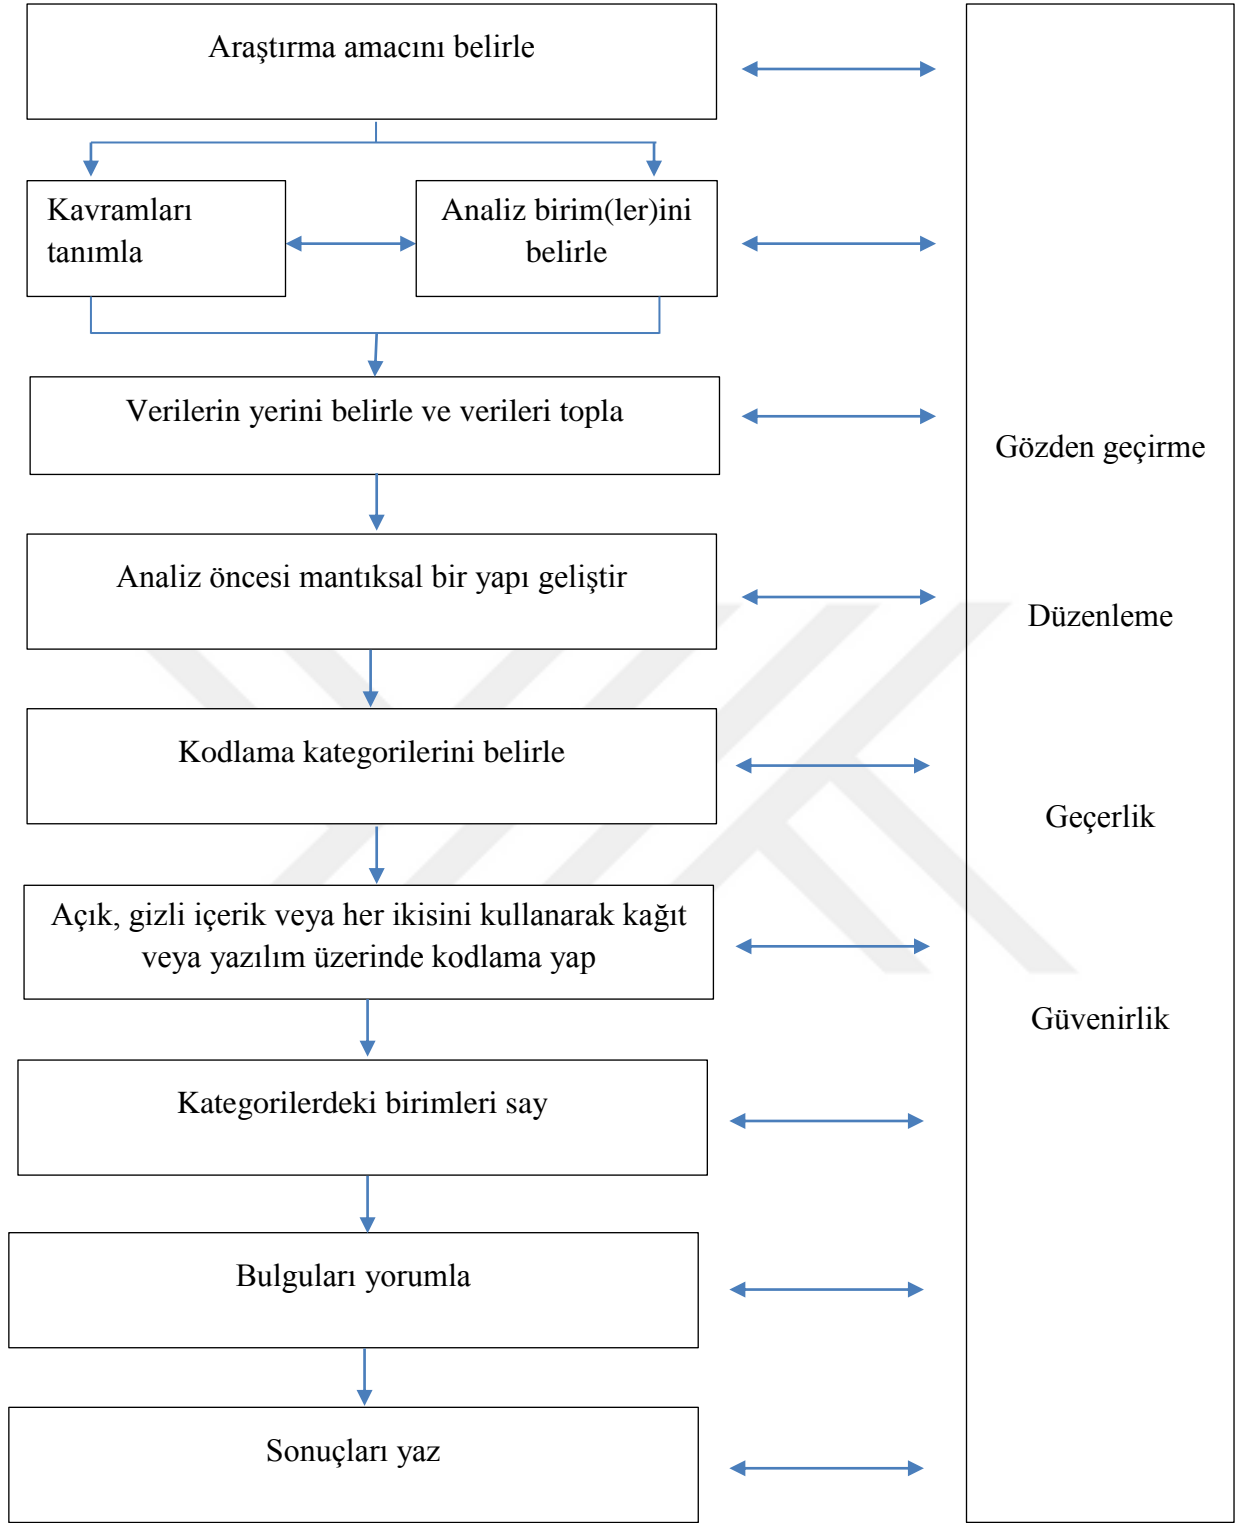 Araştırma amacını belirle
Kavramları
tanımla
Analiz birim(ler)ini
belirle
Verilerin yerini belirle ve verileri topla
Analiz öncesi mantıksal bir yapı geliştir
Kodlama kategorilerini belirle
Açık, gizli içerik veya her ikisini kullanarak kağıt
veya yazılım üzerinde kodlama yap
Kategorilerdeki birimleri say
Bulguları yorumla
Sonuçları yaz
Gözden geçirme
Düzenleme
Geçerlik
Güvenirlik